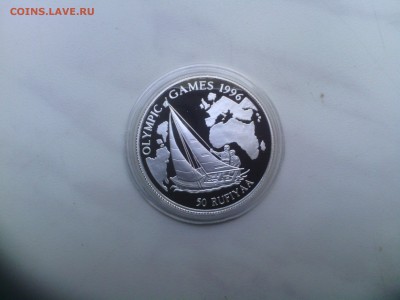 COINS.LAVE.RU
OLYMPIC GAMES 1996
50 RUFIYAA